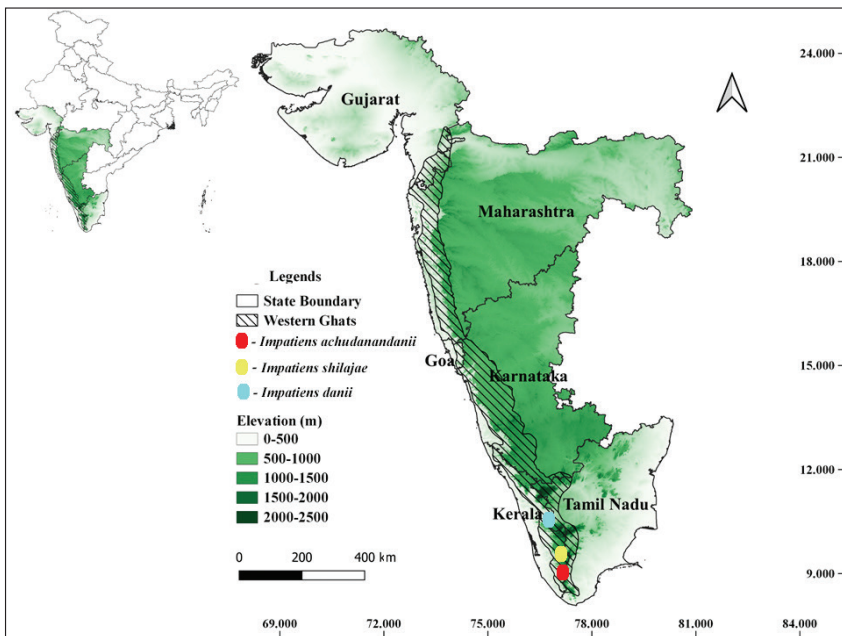 24.000
Gujarat
21.000
Maharashtra
18.000
Legends
State Boundary
Western Ghats
- Impatiens achudanandanii
Goa
15.000
- Impatiens shilajae
Karnataka
- Impatiens danii
Elevation (m)
0-500
500-1000
12.000
1000-1500
1500-2000
Tamil Nadu
Kerala
2000-2500
0 200 400 km
9.000
69.000 72.000 75.000 78.000 81.000 84.000